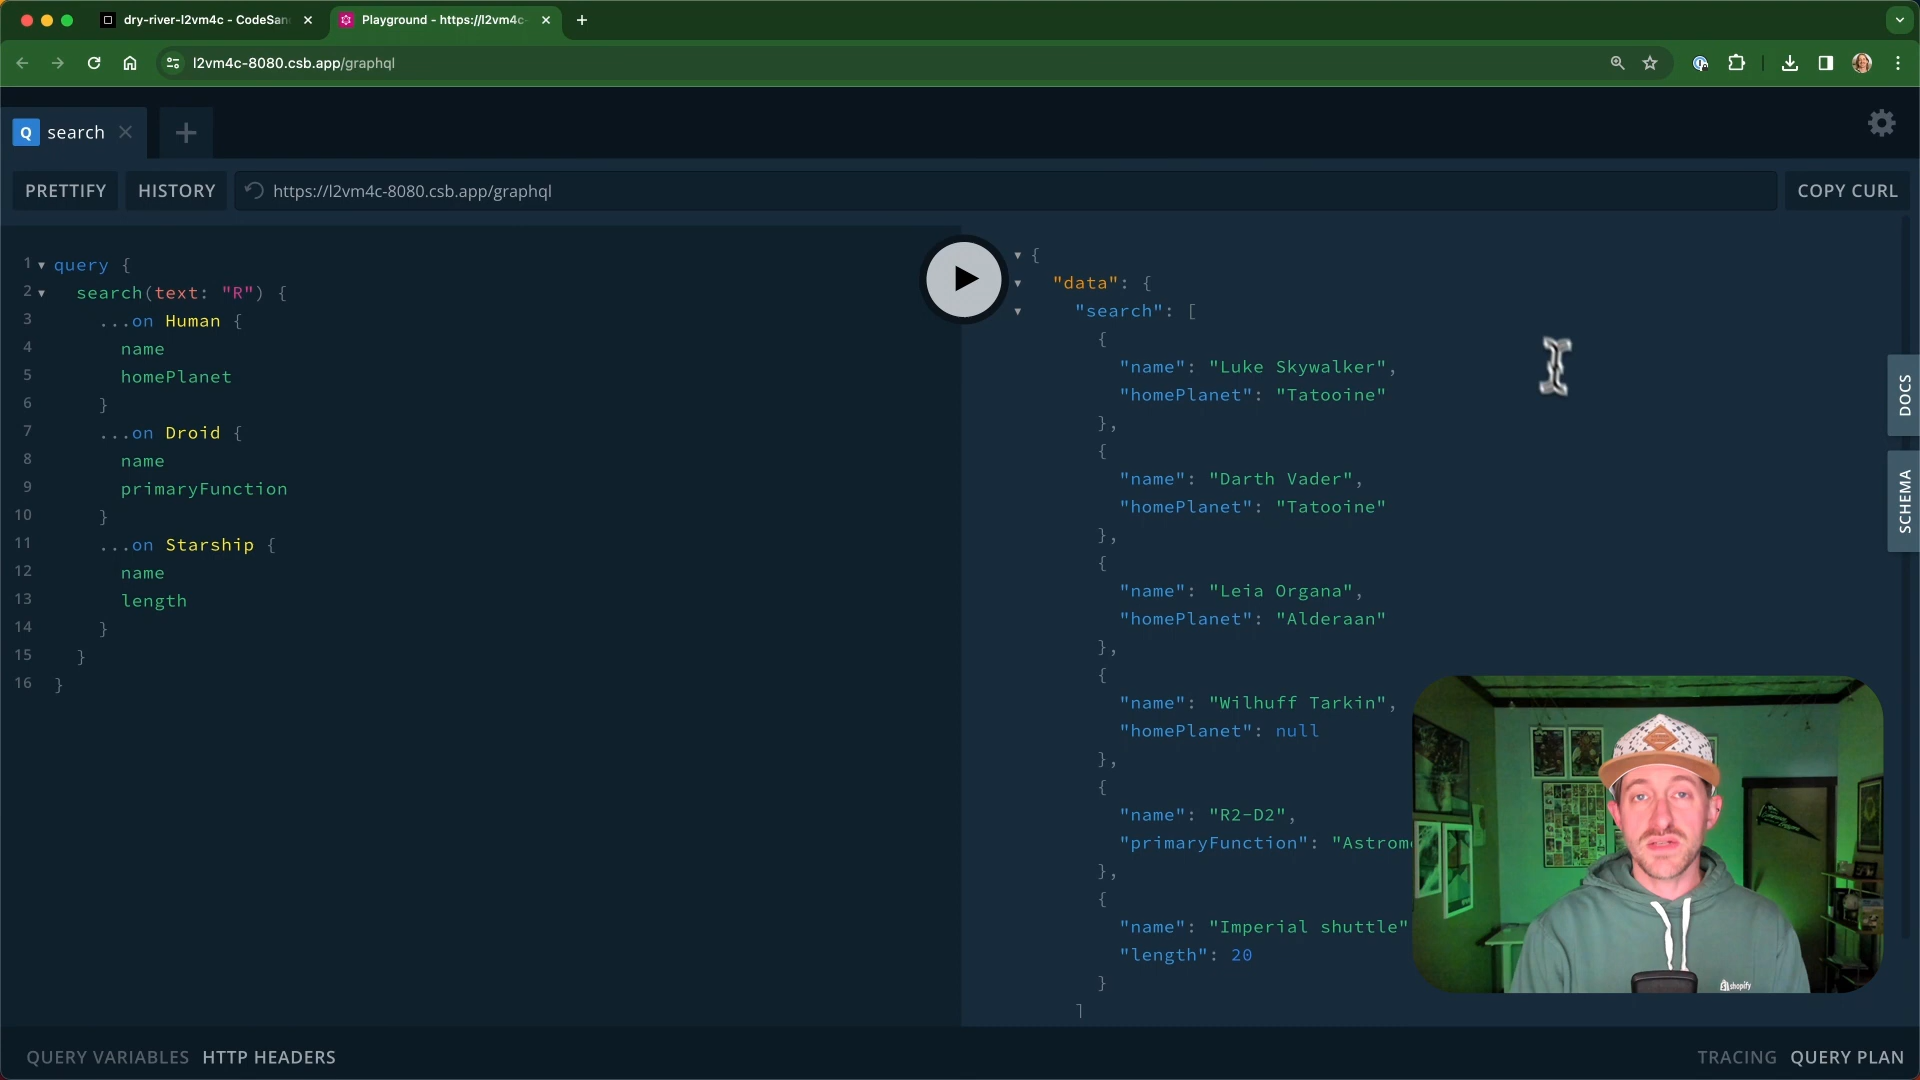 dry-river-l2vm4c - CodeSan
Playground - https://l2vm4c-
l2vm4c-8080.csb.app/graphql
Q search
PRETTIFY HISTORY https://l2vm4c-8080.csb.app/graphql COPY CURL
1 query {
2 search(text: "R") {
3 ...on Human {
4 name
5 homePlanet
6 }
7 ...on Droid {
8 name
9 primaryFunction
10 }
11 ...on Starship {
12 name
13 length
14 }
15 }
16 }
{
"data": {
"search": [
{
"name": "Luke Skywalker",
"homePlanet": "Tatooine"
},
{
"name": "Darth Vader",
"homePlanet": "Tatooine"
},
{
"name": "Leia Organa",
"homePlanet": "Alderaan"
},
{
"name": "Wilhuff Tarkin",
"homePlanet": null
},
{
"name": "R2-D2",
"primaryFunction": "Astrom
},
{
"name": "Imperial shuttle"
"length": 20
}
]
DOCS
SCHEMA
shopify
QUERY VARIABLES HTTP HEADERS
TRACING QUERY PLAN